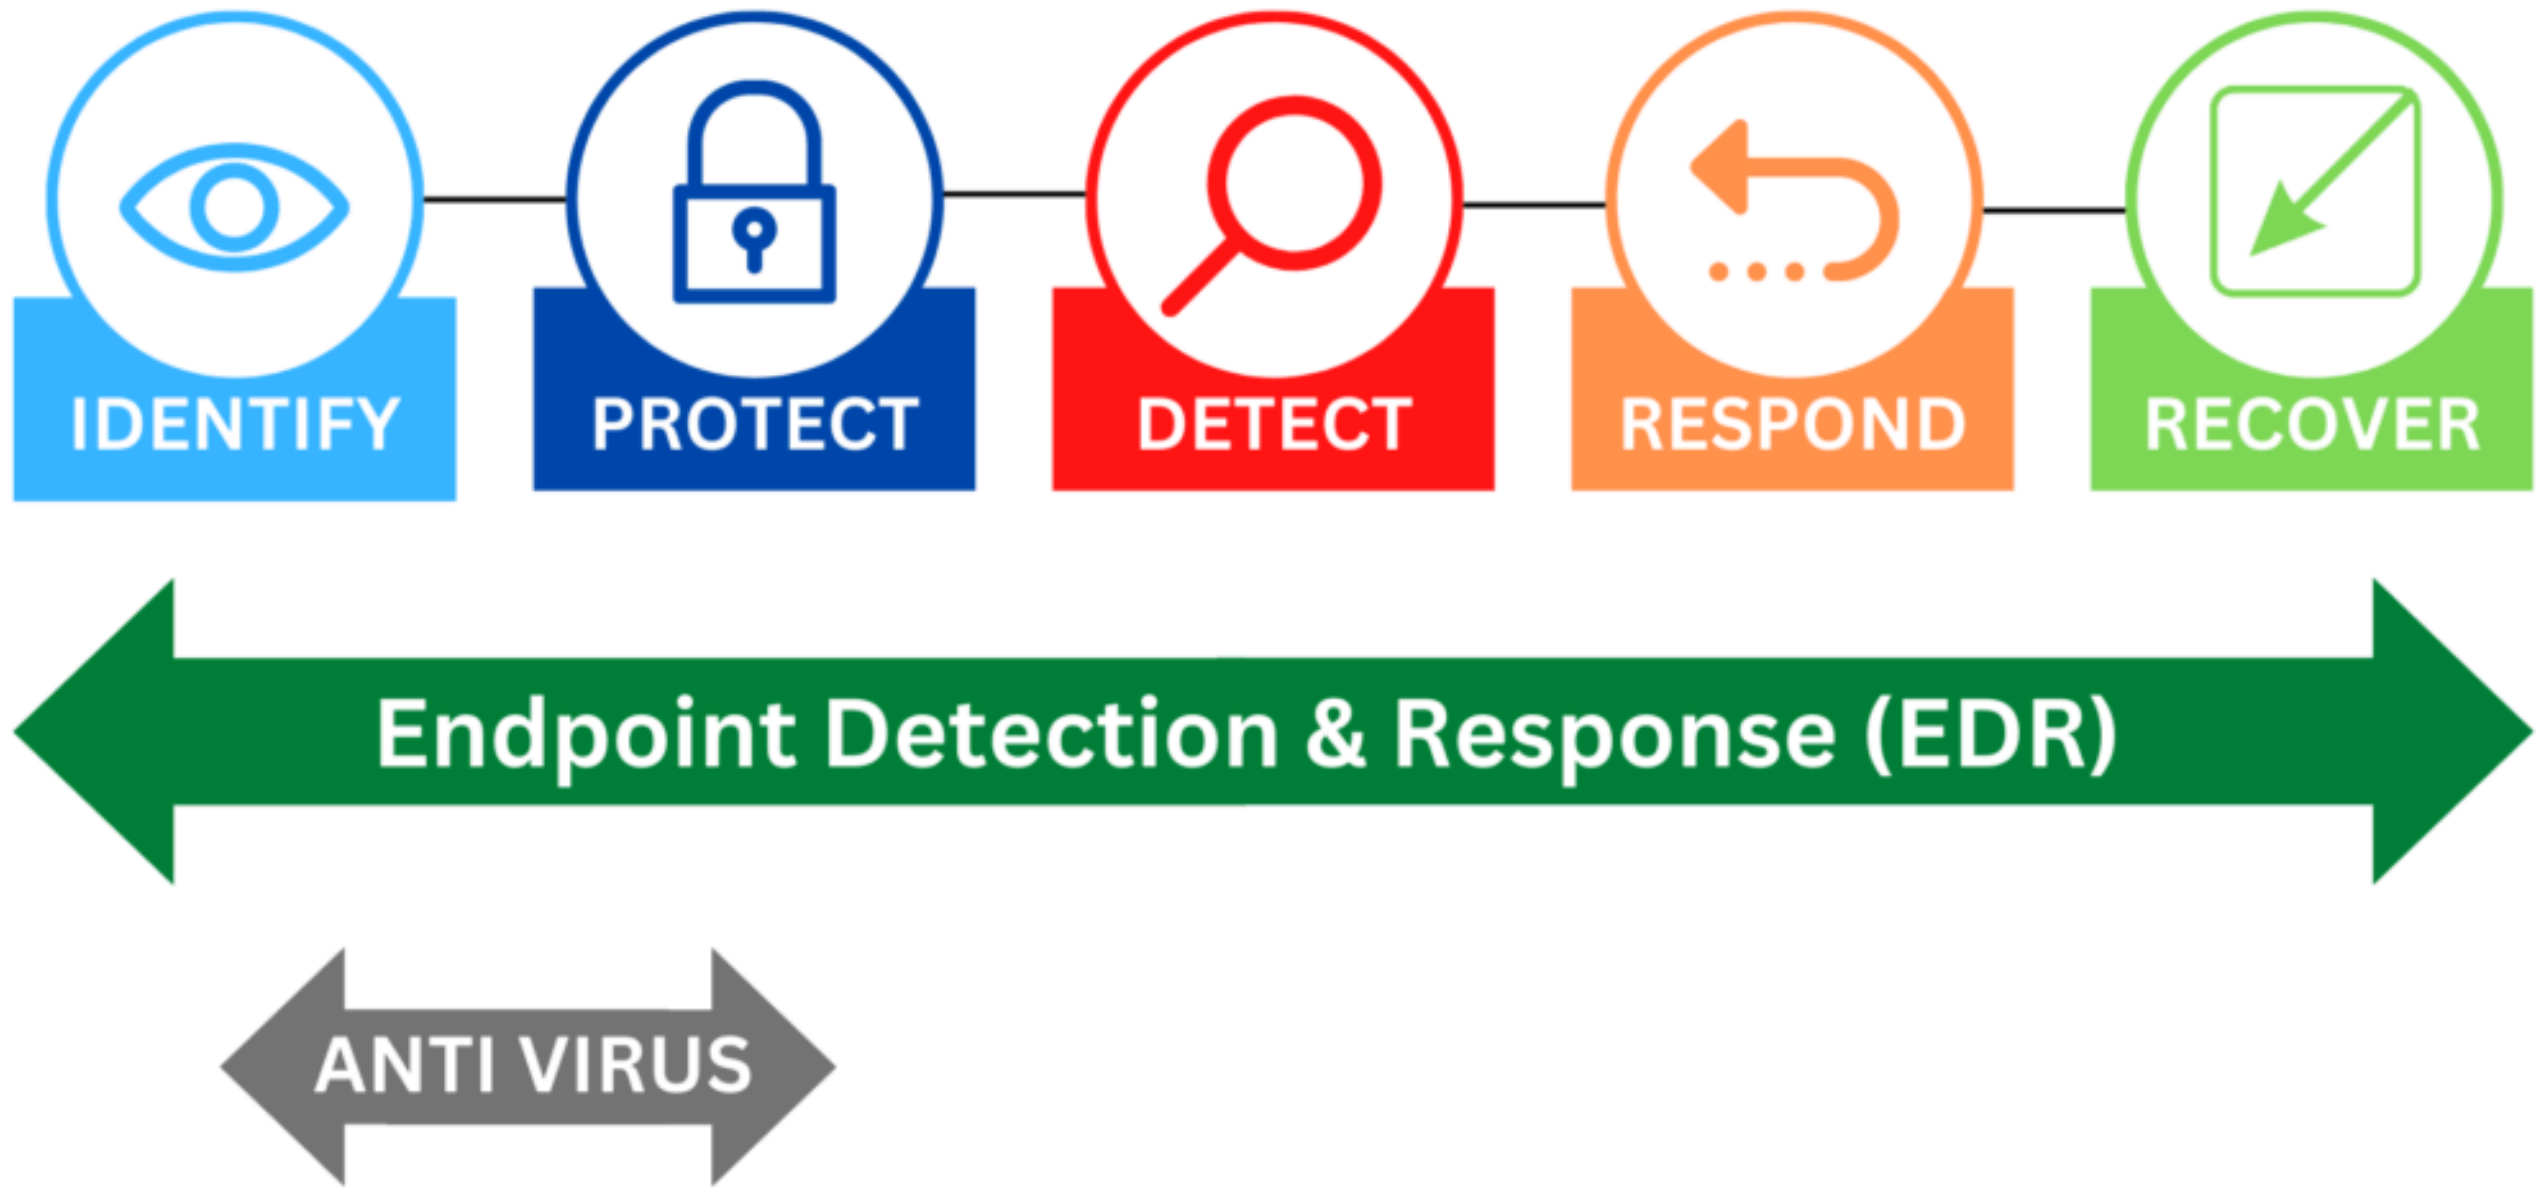 IDENTIFY
PROTECT
DETECT
RESPOND
RECOVER
Endpoint Detection & Response (EDR)
ANTI VIRUS